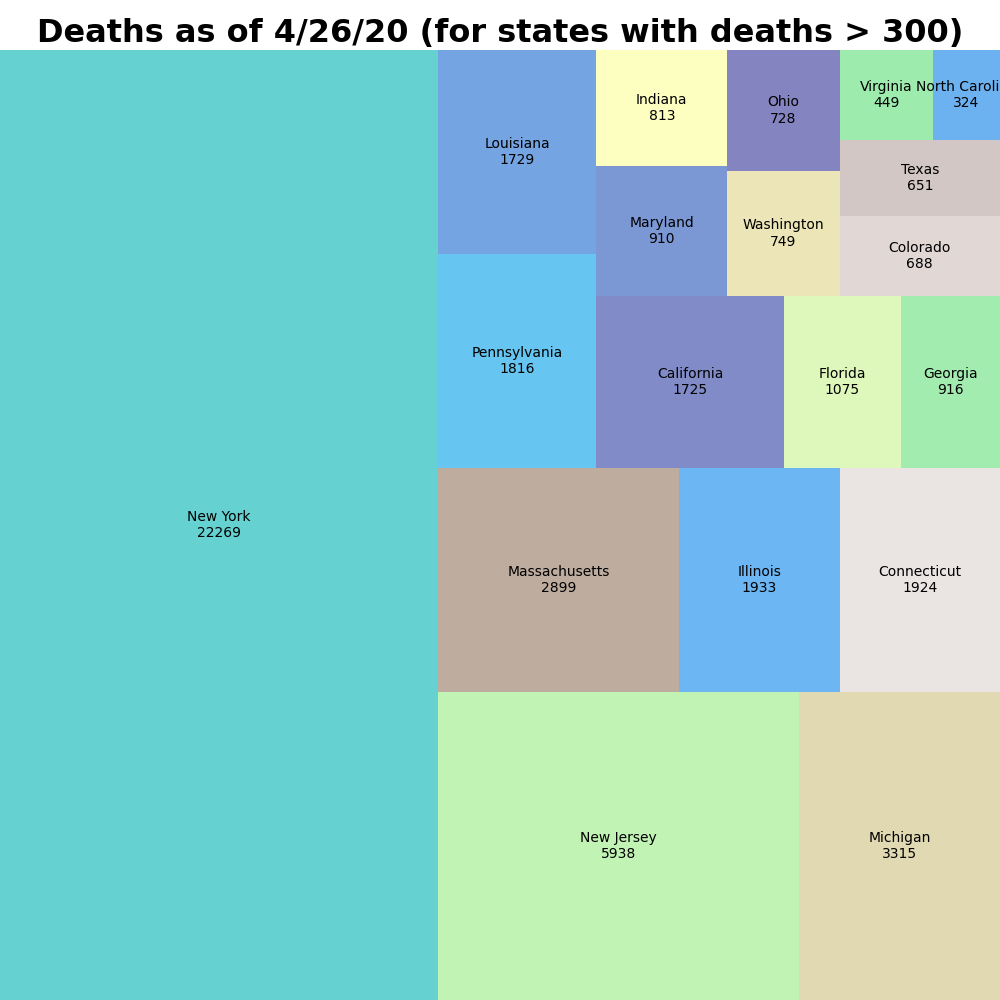 Deaths as of 4/26/20 (for states with deaths > 300)
Louisiana
1729
Indiana
813
Ohio
728
Virginia
449
North Caroli
324
Texas
651
Maryland
910
Washington
749
Colorado
688
Pennsylvania
1816
California
1725
Florida
1075
Georgia
916
New York
22269
Massachusetts
2899
Illinois
1933
Connecticut
1924
New Jersey
5938
Michigan
3315